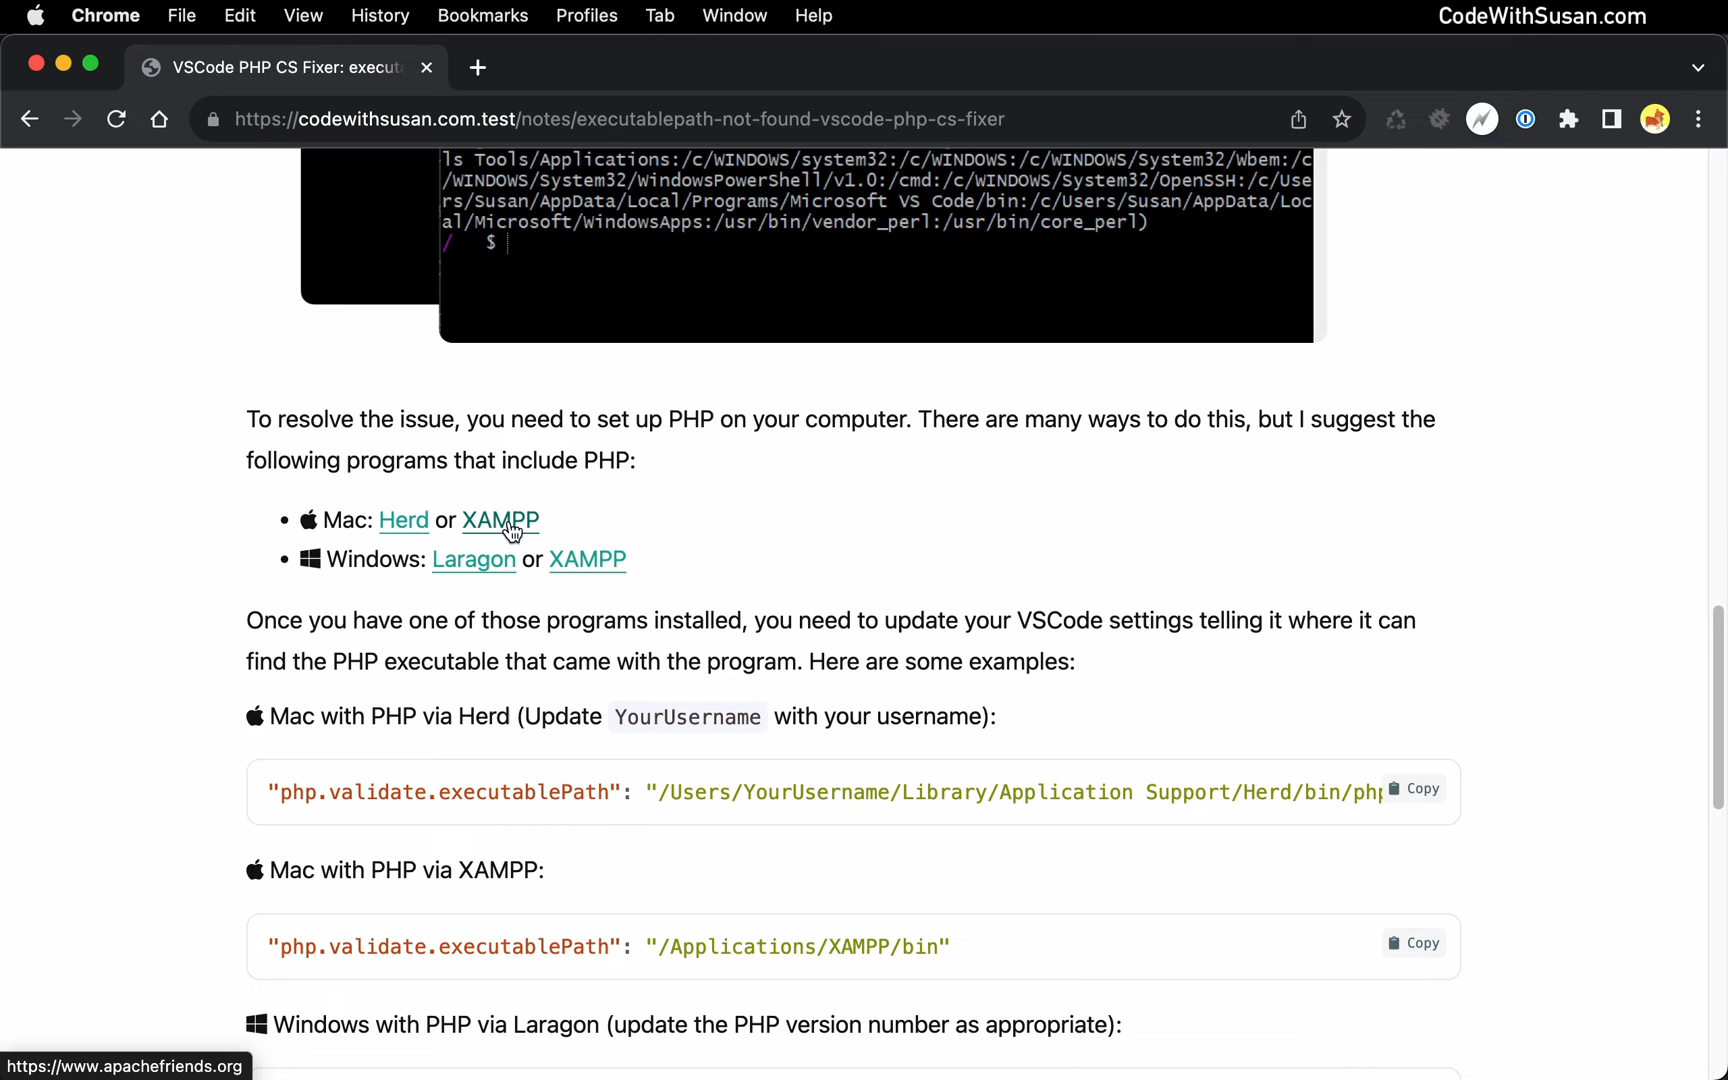 Chrome File Edit View History Bookmarks Profiles Tab Window Help CodeWithSusan.com
VSCode PHP CS Fixer: execut
https://codewithsusan.com.test/notes/executablepath-not-found-vscode-php-cs-fixer
ls Tools/Applications:/c/WINDOWS/system32:/c/WINDOWS:/c/WINDOWS/System32/Wbem:/c
/WINDOWS/System32/WindowsPowerShell/v1.0:/cmd:/c/WINDOWS/System32/OpenSSH:/c/Use
rs/Susan/AppData/Local/Programs/Microsoft VS Code/bin:/c/Users/Susan/AppData/Loc
al/Microsoft/WindowsApps:/usr/bin/vendor_perl:/usr/bin/core_perl)
/ $
To resolve the issue, you need to set up PHP on your computer. There are many ways to do this, but I suggest the
following programs that include PHP:
• Mac: Herd or XAMPP
• Windows: Laragon or XAMPP
Once you have one of those programs installed, you need to update your VSCode settings telling it where it can
find the PHP executable that came with the program. Here are some examples:
Mac with PHP via Herd (Update YourUsername with your username):
"php.validate.executablePath": "/Users/YourUsername/Library/Application Support/Herd/bin/php Copy
Mac with PHP via XAMPP:
"php.validate.executablePath": "/Applications/XAMPP/bin" Copy
Windows with PHP via Laragon (update the PHP version number as appropriate):
https://www.apachefriends.org